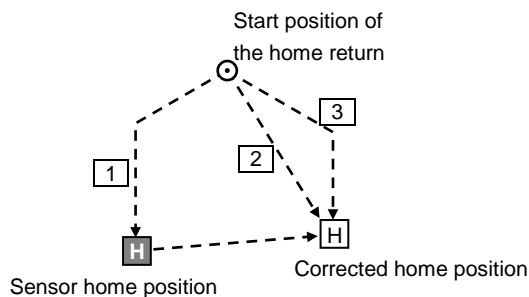 Start position of
the home return
3
2
1
H
H
Corrected home position
Sensor home position